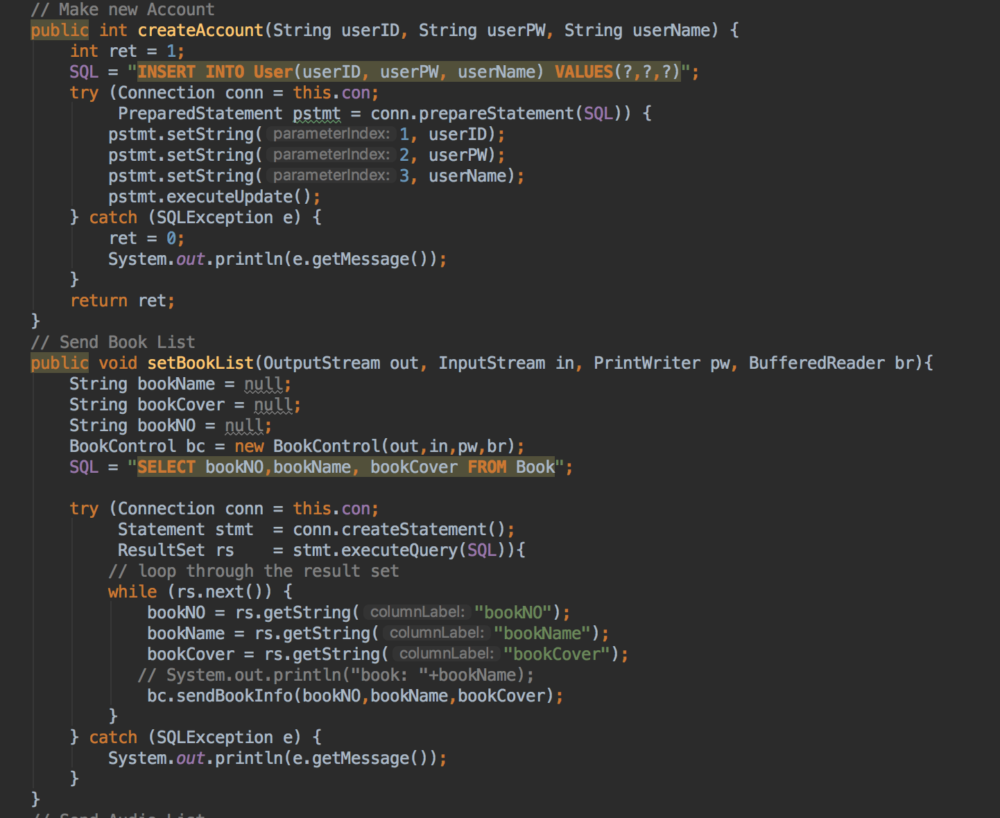 // Make new Account
public int createAccount(String userID, String userPW, String userName) {
    int ret = 1;
    SQL = "INSERT INTO User(userID, userPW, userName) VALUES(?,?,?)";
    try (Connection conn = this.con;
         PreparedStatement pstmt = conn.prepareStatement(SQL)) {
        pstmt.setString( parameterIndex: 1, userID);
        pstmt.setString( parameterIndex: 2, userPW);
        pstmt.setString( parameterIndex: 3, userName);
        pstmt.executeUpdate();
    } catch (SQLException e) {
        ret = 0;
        System.out.println(e.getMessage());
    }
    return ret;
}
// Send Book List
public void setBookList(OutputStream out, InputStream in, PrintWriter pw, BufferedReader br){
    String bookName = null;
    String bookCover = null;
    String bookNO = null;
    BookControl bc = new BookControl(out,in,pw,br);
    SQL = "SELECT bookNO,bookName, bookCover FROM Book";
    try (Connection conn = this.con;
         Statement stmt  = conn.createStatement();
         ResultSet rs    = stmt.executeQuery(SQL)){
        // loop through the result set
        while (rs.next()) {
            bookNO = rs.getString( columnLabel: "bookNO");
            bookName = rs.getString( columnLabel: "bookName");
            bookCover = rs.getString( columnLabel: "bookCover");
           // System.out.println("book: "+bookName);
            bc.sendBookInfo(bookNO,bookName,bookCover);
        }
    } catch (SQLException e) {
        System.out.println(e.getMessage());
    }
}
// Send Audio List